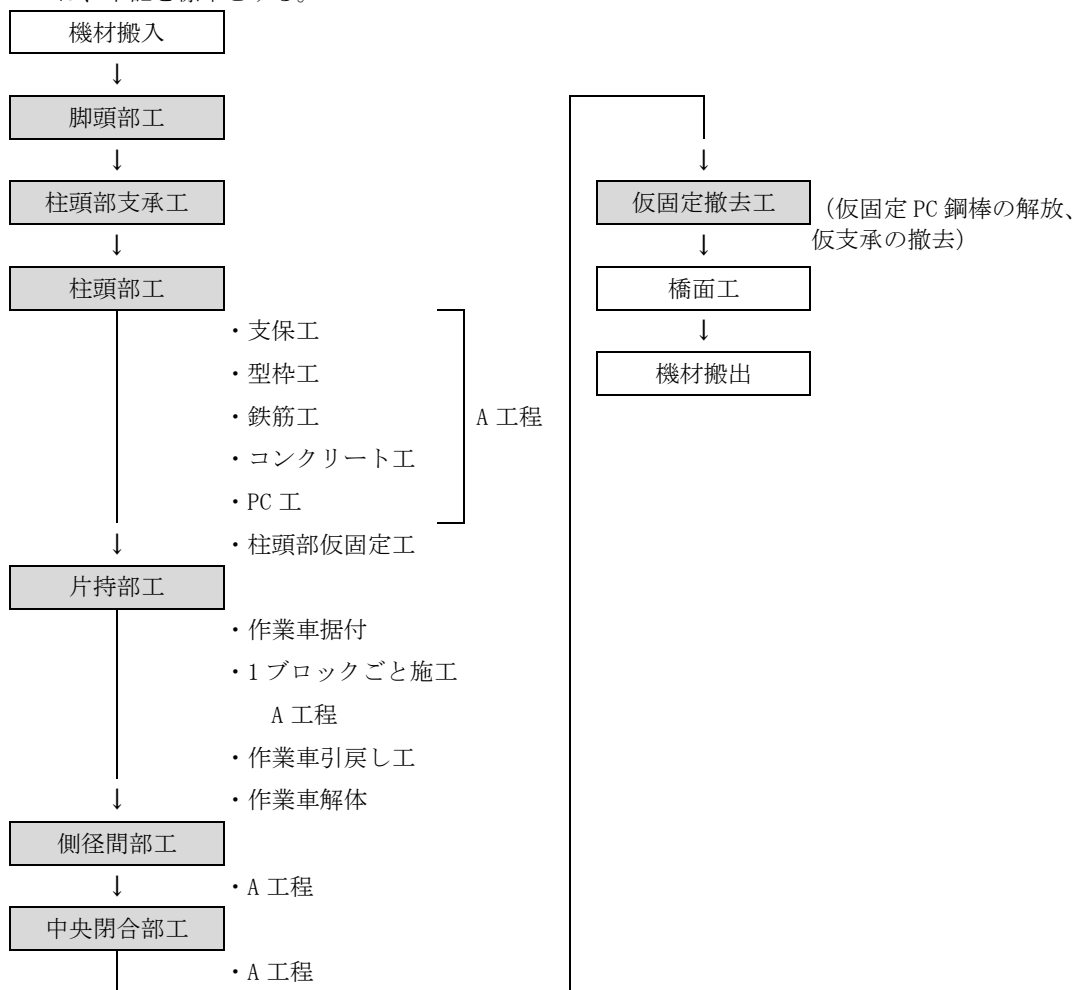 機材搬入
↓
脚頭部工
↓
柱頭部支承工
↓
柱頭部工
・支保工
・型枠工
・鉄筋工
・コンクリート工
・PC 工
A 工程
・柱頭部仮固定工
↓
片持部工
・作業車据付
・1 ブロックごと施工
A 工程
・作業車引戻し工
・作業車解体
↓
側径間部工
↓
・A 工程
中央閉合部工
・A 工程
↓
仮固定撤去工
（仮固定 PC 鋼棒の解放、
仮支承の撤去）
↓
橋面工
↓
機材搬出